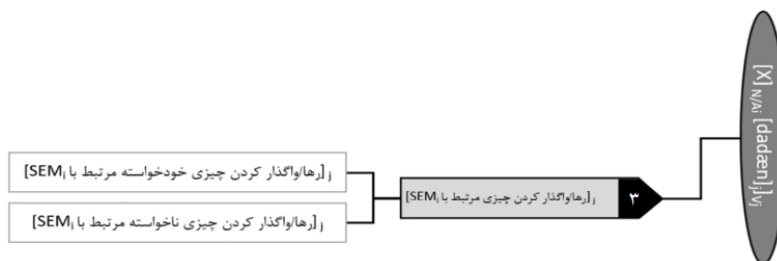 [X] N/Ai [dadæn]j]Vj
۳
[رها/واگذار کردن چیزی مرتبط با SEMi] j
[رها/واگذار کردن چیزی خودخواسته مرتبط با SEMi] j
[رها/واگذار کردن چیزی ناخواسته مرتبط با SEMi] j